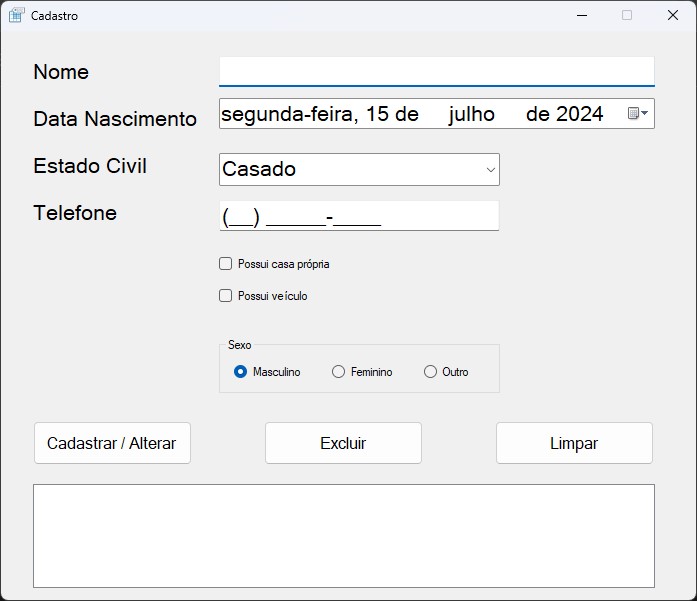 Cadastro
Nome
Data Nascimento segunda-feira, 15 de julho de 2024
Estado Civil Casado
Telefone (__) _____-____
Possui casa própria
Possui veículo
Sexo
Masculino Feminino Outro
Cadastrar / Alterar Excluir Limpar